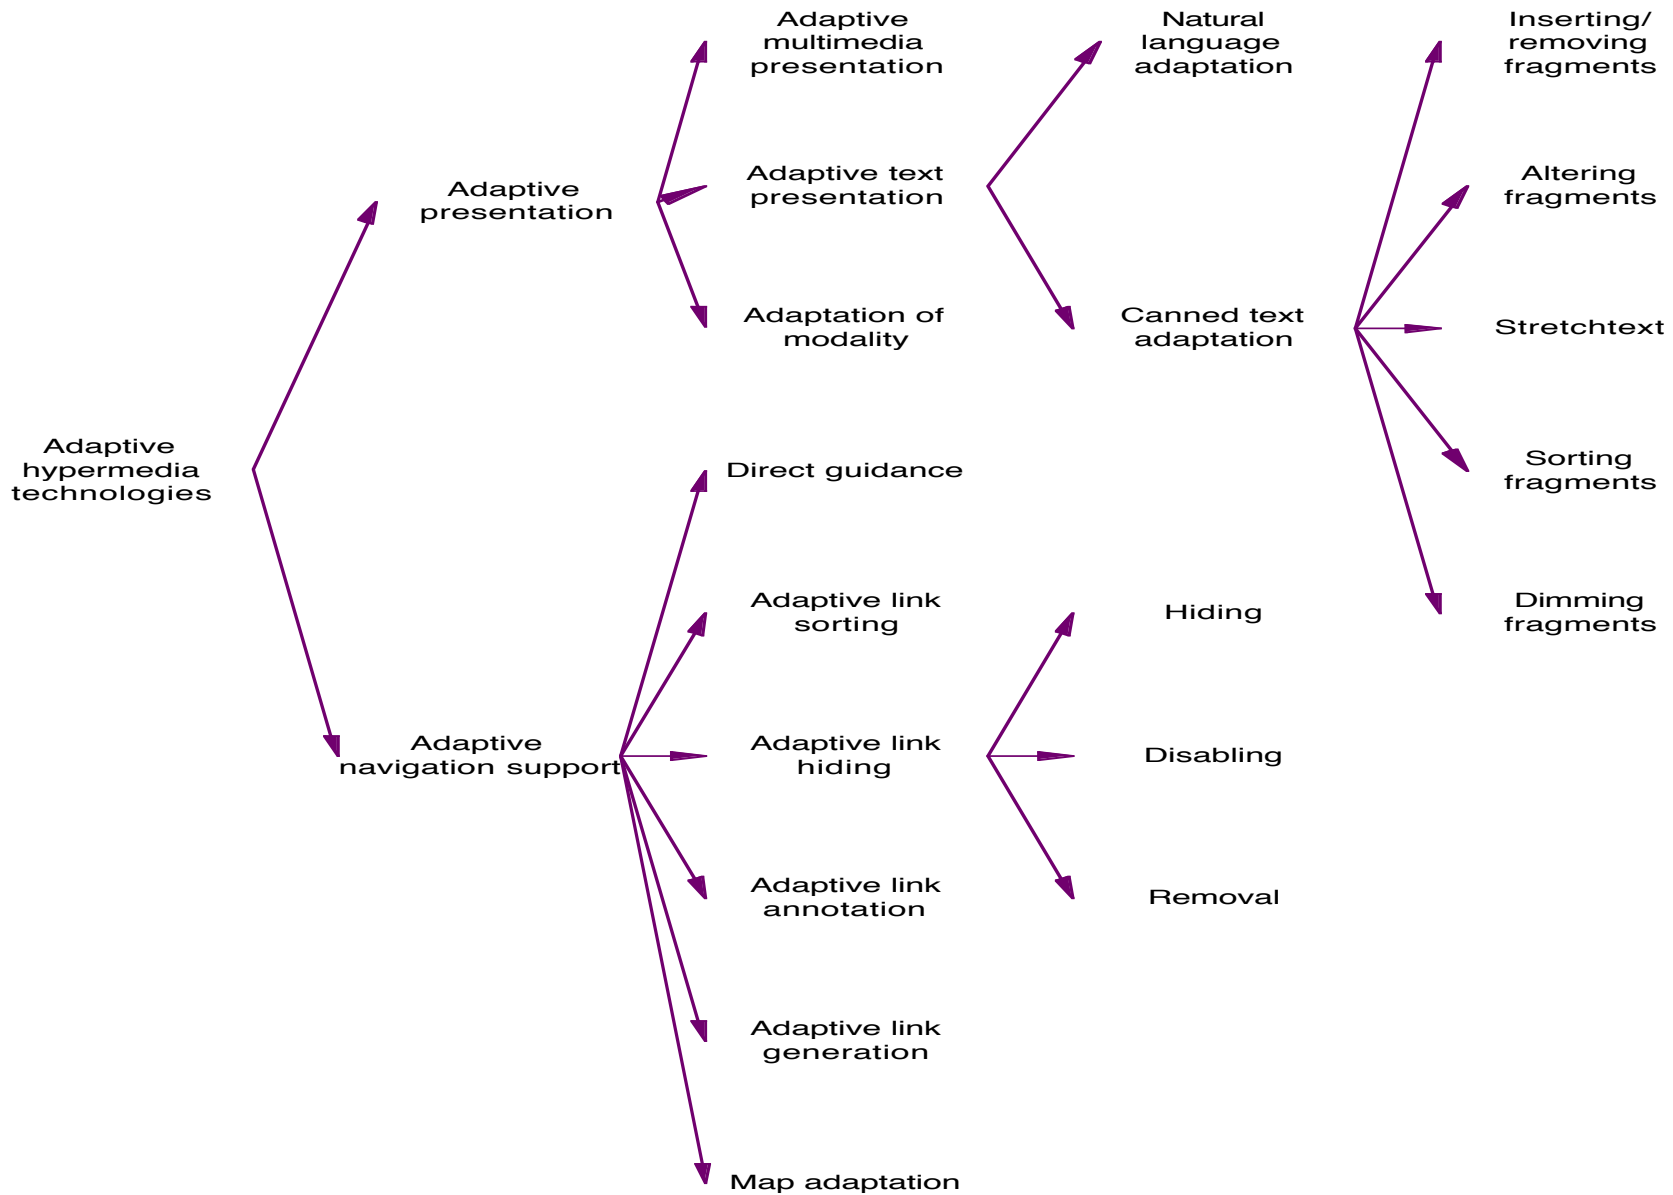 Adaptive
hypermedia
technologies
Adaptive
presentation
Adaptive
navigation support
Adaptive
multimedia
presentation
Adaptive text
presentation
Adaptation of
modality
Direct guidance
Adaptive link
sorting
Adaptive link
hiding
Adaptive link
annotation
Adaptive link
generation
Map adaptation
Natural
language
adaptation
Canned text
adaptation
Hiding
Disabling
Removal
Inserting/
removing
fragments
Altering
fragments
Stretchtext
Sorting
fragments
Dimming
fragments